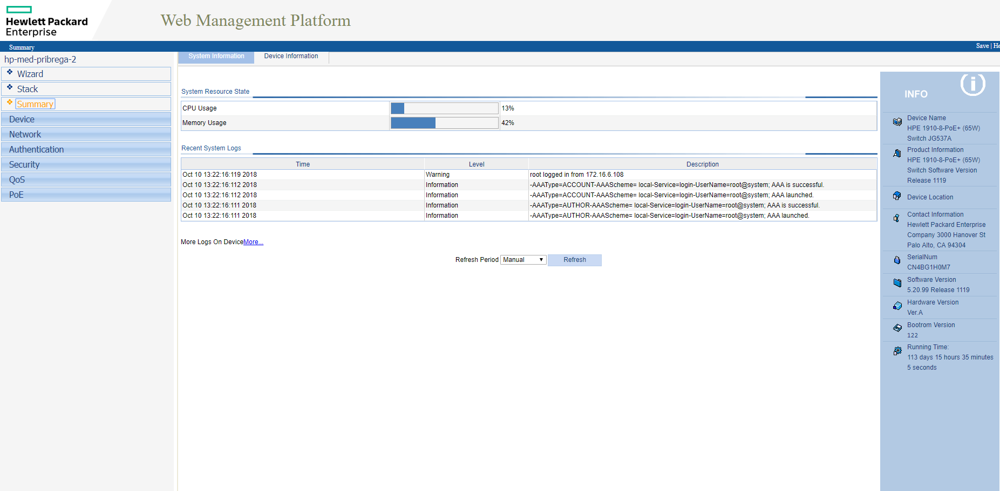 Hewlett Packard
Enterprise
Web Management Platform
Summary
Save | He
hp-med-pribrega-2
Wizard
Stack
Summary
Device
Network
Authentication
Security
QoS
PoE
System Information
Device Information
System Resource State
CPU Usage 13%
Memory Usage 42%
Recent System Logs
Time Level Description
Oct 10 13:22:16:119 2018 Warning root logged in from 172.16.6.108
Oct 10 13:22:16:112 2018 Information -AAAType=ACCOUNT-AAAScheme= local-Service=login-UserName=root@system; AAA is successful.
Oct 10 13:22:16:112 2018 Information -AAAType=ACCOUNT-AAAScheme= local-Service=login-UserName=root@system; AAA launched.
Oct 10 13:22:16:111 2018 Information -AAAType=AUTHOR-AAAScheme= local-Service=login-UserName=root@system; AAA is successful.
Oct 10 13:22:16:111 2018 Information -AAAType=AUTHOR-AAAScheme= local-Service=login-UserName=root@system; AAA launched.
More Logs On DeviceMore...
Refresh Period Manual Refresh
INFO
Device Name
HPE 1910-8-PoE+ (65W)
Switch JG537A
Product Information
HPE 1910-8-PoE+ (65W)
Switch Software Version
Release 1119
Device Location
Contact Information
Hewlett Packard Enterprise
Company 3000 Hanover St
Palo Alto, CA 94304
SerialNum
CN4BG1H0M7
Software Version
5.20.99 Release 1119
Hardware Version
Ver.A
Bootrom Version
122
Running Time:
113 days 15 hours 35 minutes
5 seconds